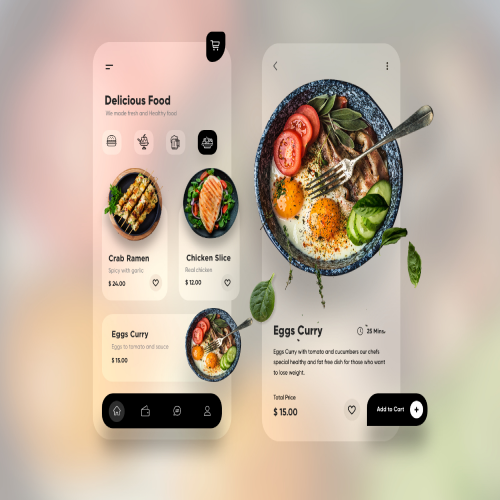 Delicious Food
We made fresh and Healthy food
Crab Ramen
Spicy with garlic
$ 24.00
Chicken Slice
Real chicken
$ 12.00
Eggs Curry
Eggs to tomato and sauce
$ 15.00
Eggs Curry
25 Mins.
Eggs Curry with tomato and cucumbers our chefs
special healthy and fat free dish for those who want
to lose weight.
Total Price
$ 15.00
Add to Cart